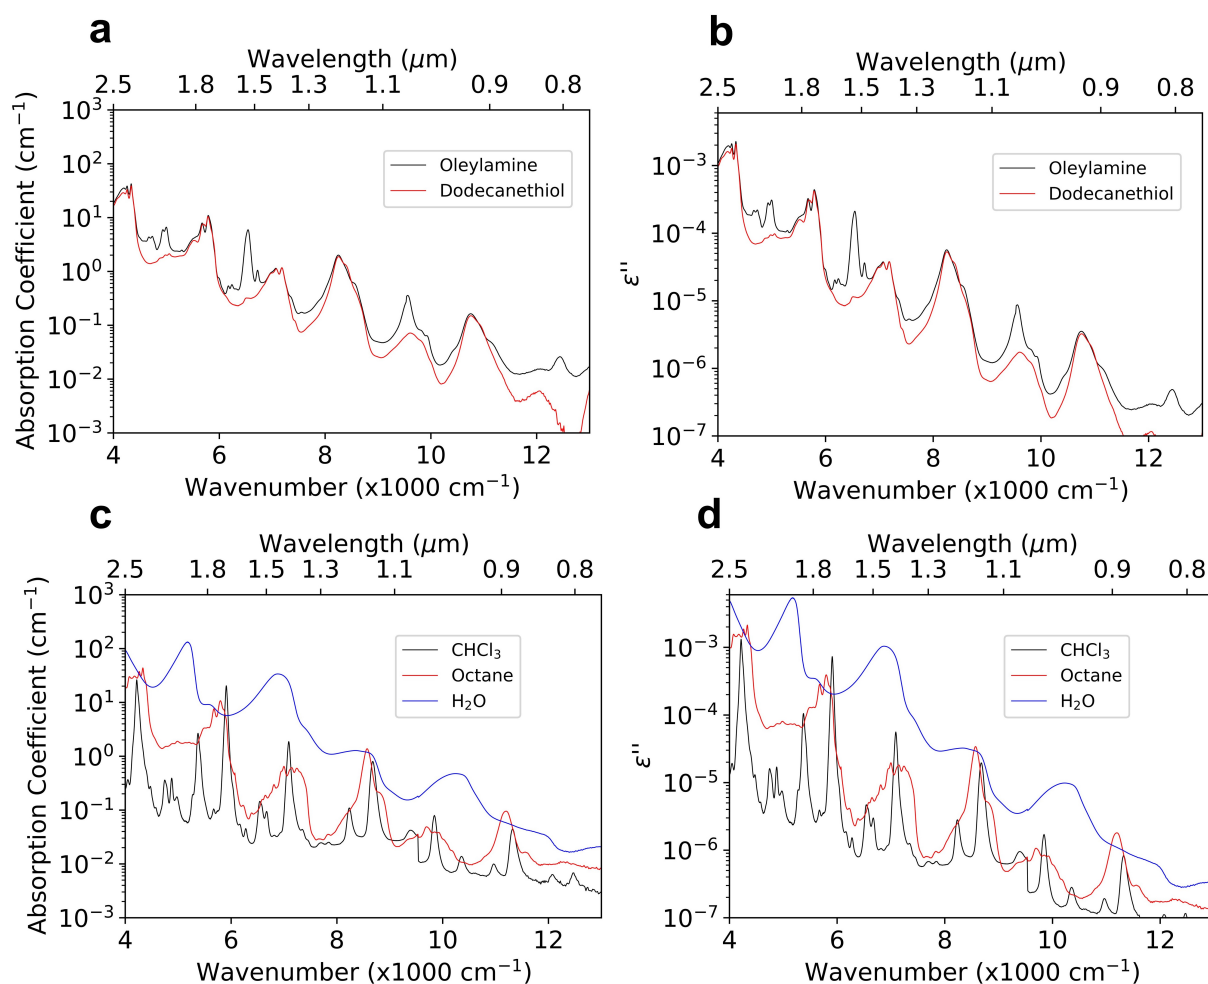 a
Wavelength (μm)
2.5 1.8 1.5 1.3 1.1 0.9 0.8
Absorption Coefficient (cm⁻¹)
10³
10²
10¹
10⁰
10⁻¹
10⁻²
10⁻³
Oleylamine
Dodecanethiol
4 6 8 10 12
Wavenumber (x1000 cm⁻¹)
b
Wavelength (μm)
2.5 1.8 1.5 1.3 1.1 0.9 0.8
ε''
10⁻³
10⁻⁴
10⁻⁵
10⁻⁶
10⁻⁷
Oleylamine
Dodecanethiol
4 6 8 10 12
Wavenumber (x1000 cm⁻¹)
c
Wavelength (μm)
2.5 1.8 1.5 1.3 1.1 0.9 0.8
Absorption Coefficient (cm⁻¹)
10³
10²
10¹
10⁰
10⁻¹
10⁻²
10⁻³
CHCl₃
Octane
H₂O
4 6 8 10 12
Wavenumber (x1000 cm⁻¹)
d
Wavelength (μm)
2.5 1.8 1.5 1.3 1.1 0.9 0.8
ε''
10⁻³
10⁻⁴
10⁻⁵
10⁻⁶
10⁻⁷
CHCl₃
Octane
H₂O
4 6 8 10 12
Wavenumber (x1000 cm⁻¹)